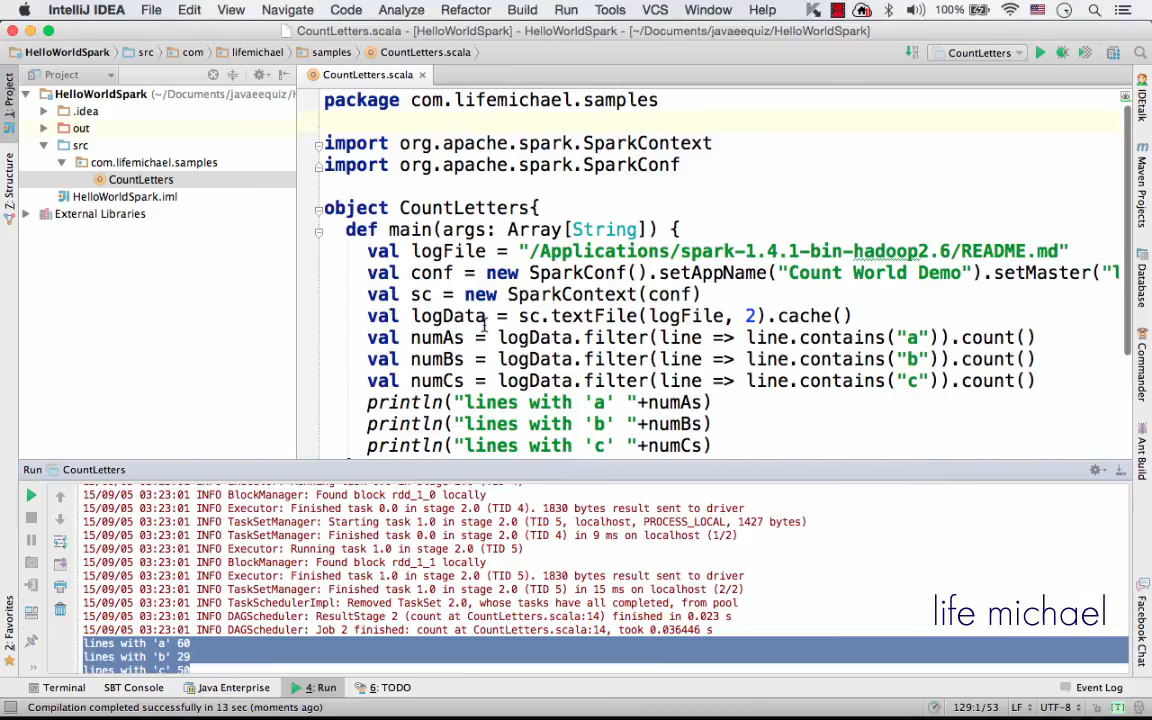 IntelliJ IDEA File Edit View Navigate Code Analyze Refactor Build Run Tools VCS Window Help 100%
CountLetters.scala - [HelloWorldSpark] - HelloWorldSpark - [~/Documents/javaeequiz/HelloWorldSpark]
HelloWorldSpark src com lifemichael samples CountLetters.scala CountLetters
Project CountLetters.scala
HelloWorldSpark (~/Documents/javaeequiz/H
.idea
out
src
com.lifemichael.samples
CountLetters
HelloWorldSpark.iml
External Libraries
1: Project
Z: Structure
2: Favorites
package com.lifemichael.samples
import org.apache.spark.SparkContext
import org.apache.spark.SparkConf
object CountLetters{
def main(args: Array[String]) {
val logFile = "/Applications/spark-1.4.1-bin-hadoop2.6/README.md"
val conf = new SparkConf().setAppName("Count World Demo").setMaster("l
val sc = new SparkContext(conf)
val logData = sc.textFile(logFile, 2).cache()
val numAs = logData.filter(line => line.contains("a")).count()
val numBs = logData.filter(line => line.contains("b")).count()
val numCs = logData.filter(line => line.contains("c")).count()
println("lines with 'a' "+numAs)
println("lines with 'b' "+numBs)
println("lines with 'c' "+numCs)
IDEtalk
Maven Projects
Database
Commander
Ant Build
Facebook Chat
Run CountLetters
15/09/05 03:23:01 INFO BlockManager: Found block rdd_1_0 locally
15/09/05 03:23:01 INFO Executor: Finished task 0.0 in stage 2.0 (TID 4). 1830 bytes result sent to driver
15/09/05 03:23:01 INFO TaskSetManager: Starting task 1.0 in stage 2.0 (TID 5, localhost, PROCESS_LOCAL, 1427 bytes)
15/09/05 03:23:01 INFO TaskSetManager: Finished task 0.0 in stage 2.0 (TID 4) in 9 ms on localhost (1/2)
15/09/05 03:23:01 INFO Executor: Running task 1.0 in stage 2.0 (TID 5)
15/09/05 03:23:01 INFO BlockManager: Found block rdd_1_1 locally
15/09/05 03:23:01 INFO Executor: Finished task 1.0 in stage 2.0 (TID 5). 1830 bytes result sent to driver
15/09/05 03:23:01 INFO TaskSetManager: Finished task 1.0 in stage 2.0 (TID 5) in 15 ms on localhost (2/2)
15/09/05 03:23:01 INFO TaskSchedulerImpl: Removed TaskSet 2.0, whose tasks have all completed, from pool
15/09/05 03:23:01 INFO DAGScheduler: ResultStage 2 (count at CountLetters.scala:14) finished in 0.023 s
15/09/05 03:23:01 INFO DAGScheduler: Job 2 finished: count at CountLetters.scala:14, took 0.036446 s
lines with 'a' 60
lines with 'b' 29
lines with 'c' 50
life michael
Terminal SBT Console Java Enterprise 4: Run 6: TODO Event Log
Compilation completed successfully in 13 sec (moments ago) 129:1/53 LF UTF-8 [T]